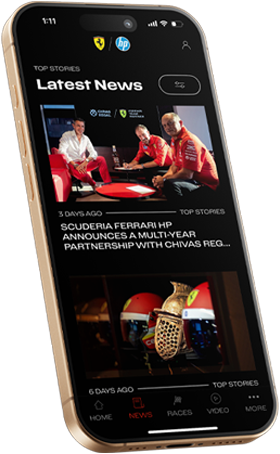 1:11
hp
TOP STORIES
Latest News
CHIVAS
REGAL
3 DAYS AGO
TOP STORIES
SCUDERIA FERRARI HP
ANNOUNCES A MULTI-YEAR
PARTNERSHIP WITH CHIVAS REG...
6 DAYS AGO
TOP STORIES
HOME
NEWS
RACES
VIDEO
MORE